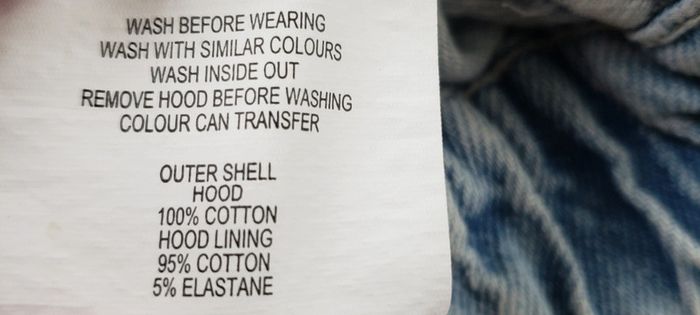 WASH BEFORE WEARING
WASH WITH SIMILAR COLOURS
WASH INSIDE OUT
REMOVE HOOD BEFORE WASHING
COLOUR CAN TRANSFER
OUTER SHELL
HOOD
100% COTTON
HOOD LINING
95% COTTON
5% ELASTANE